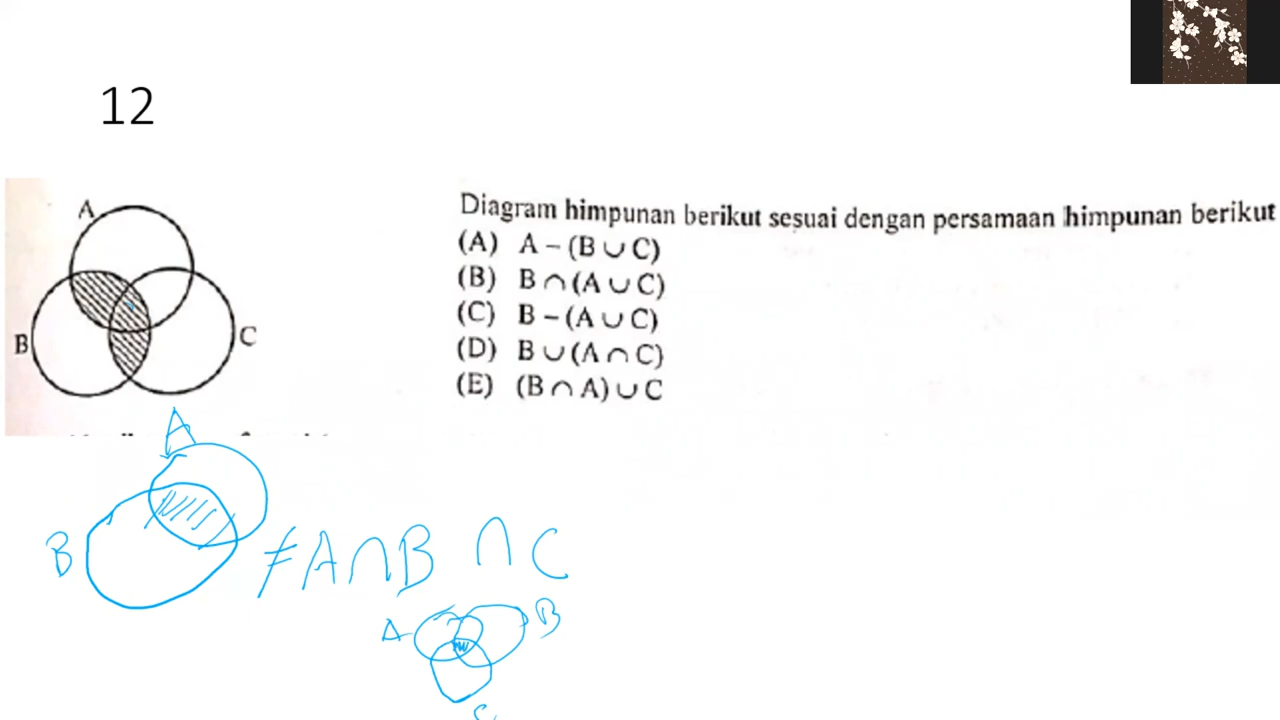 12
A
B
C
Diagram himpunan berikut sesuai dengan persamaan himpunan berikut
(A) A – (B ∪ C)
(B) B ∩ (A ∪ C)
(C) B – (A ∪ C)
(D) B ∪ (A ∩ C)
(E) (B ∩ A) ∪ C
A
B
≠ A ∩ B ∩ C
A
B